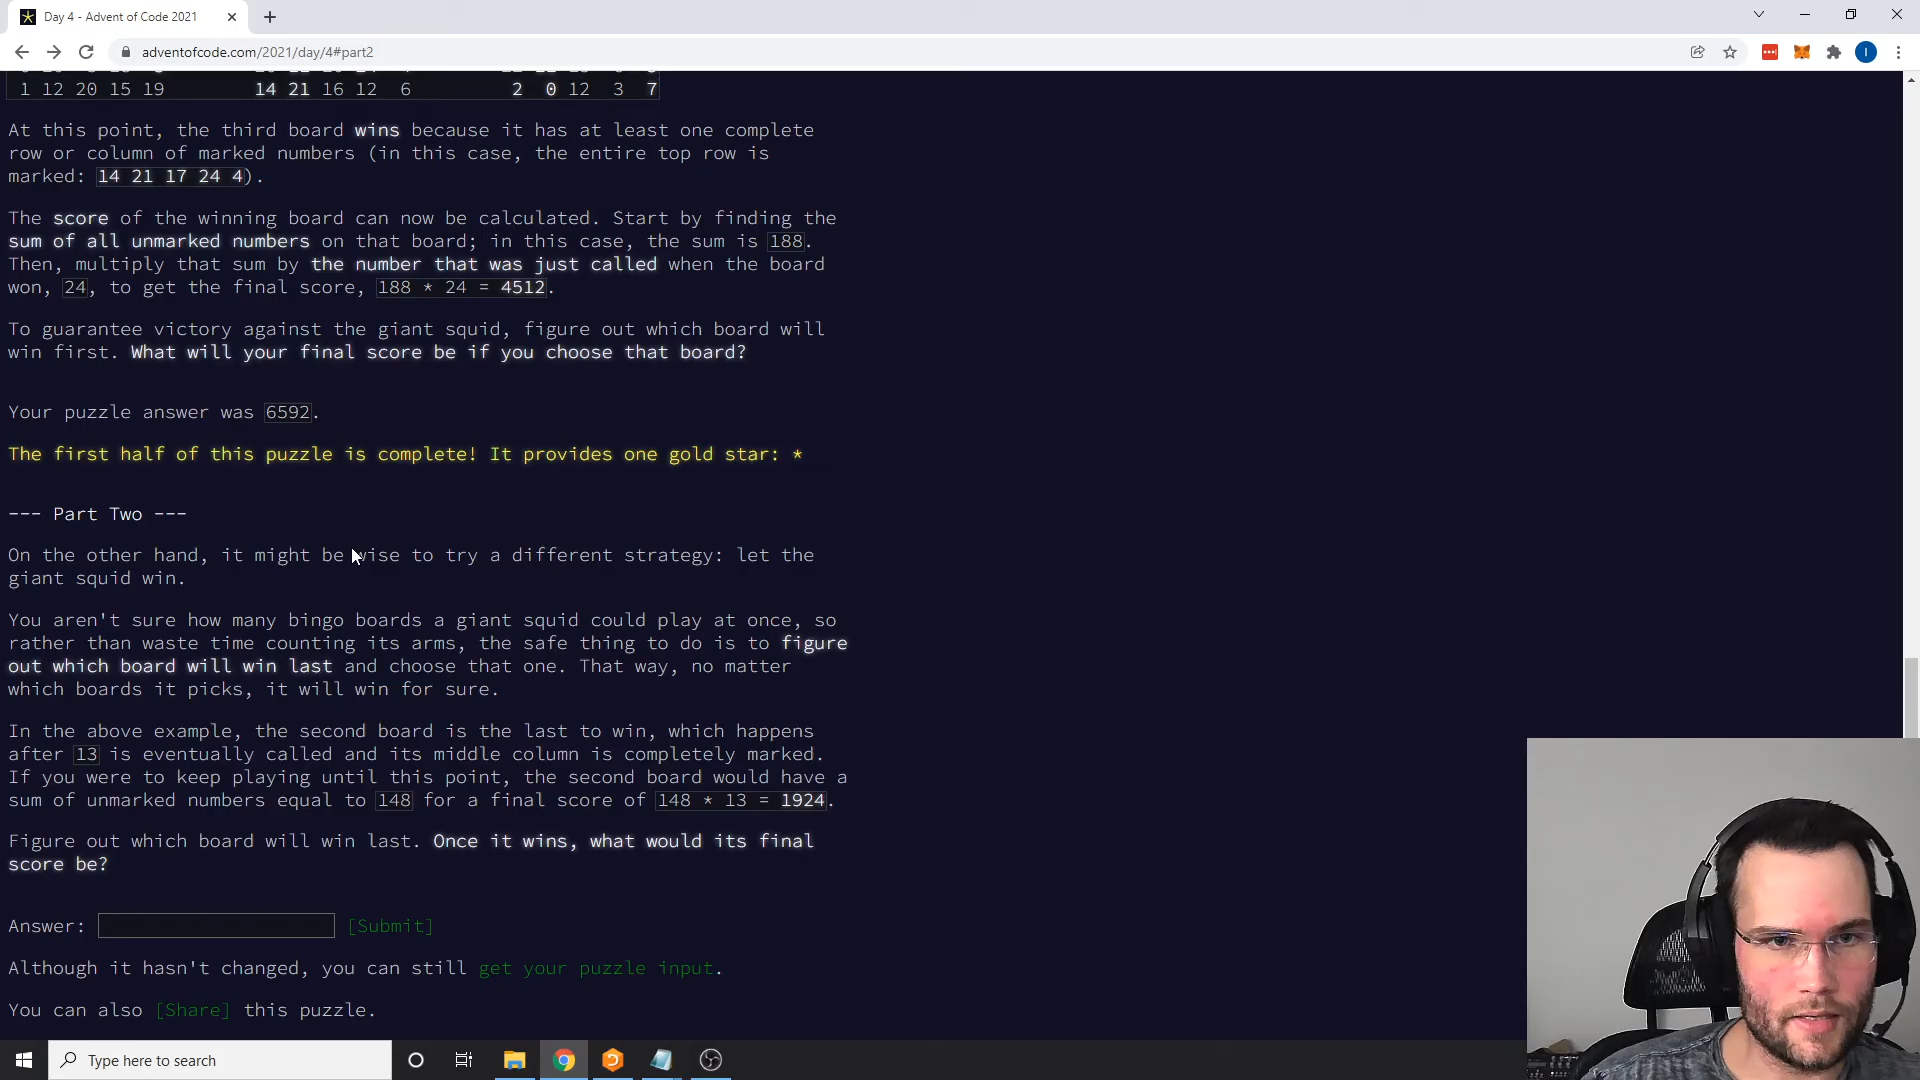 Day 4 - Advent of Code 2021
adventofcode.com/2021/day/4#part2
I
1 12 20 15 19 14 21 16 12 6 2 0 12 3 7
At this point, the third board wins because it has at least one complete
row or column of marked numbers (in this case, the entire top row is
marked: 14 21 17 24 4).
The score of the winning board can now be calculated. Start by finding the
sum of all unmarked numbers on that board; in this case, the sum is 188.
Then, multiply that sum by the number that was just called when the board
won, 24, to get the final score, 188 * 24 = 4512.
To guarantee victory against the giant squid, figure out which board will
win first. What will your final score be if you choose that board?
Your puzzle answer was 6592.
The first half of this puzzle is complete! It provides one gold star: *
--- Part Two ---
On the other hand, it might be wise to try a different strategy: let the
giant squid win.
You aren't sure how many bingo boards a giant squid could play at once, so
rather than waste time counting its arms, the safe thing to do is to figure
out which board will win last and choose that one. That way, no matter
which boards it picks, it will win for sure.
In the above example, the second board is the last to win, which happens
after 13 is eventually called and its middle column is completely marked.
If you were to keep playing until this point, the second board would have a
sum of unmarked numbers equal to 148 for a final score of 148 * 13 = 1924.
Figure out which board will win last. Once it wins, what would its final
score be?
Answer: [Submit]
Although it hasn't changed, you can still get your puzzle input.
You can also [Share] this puzzle.
Type here to search